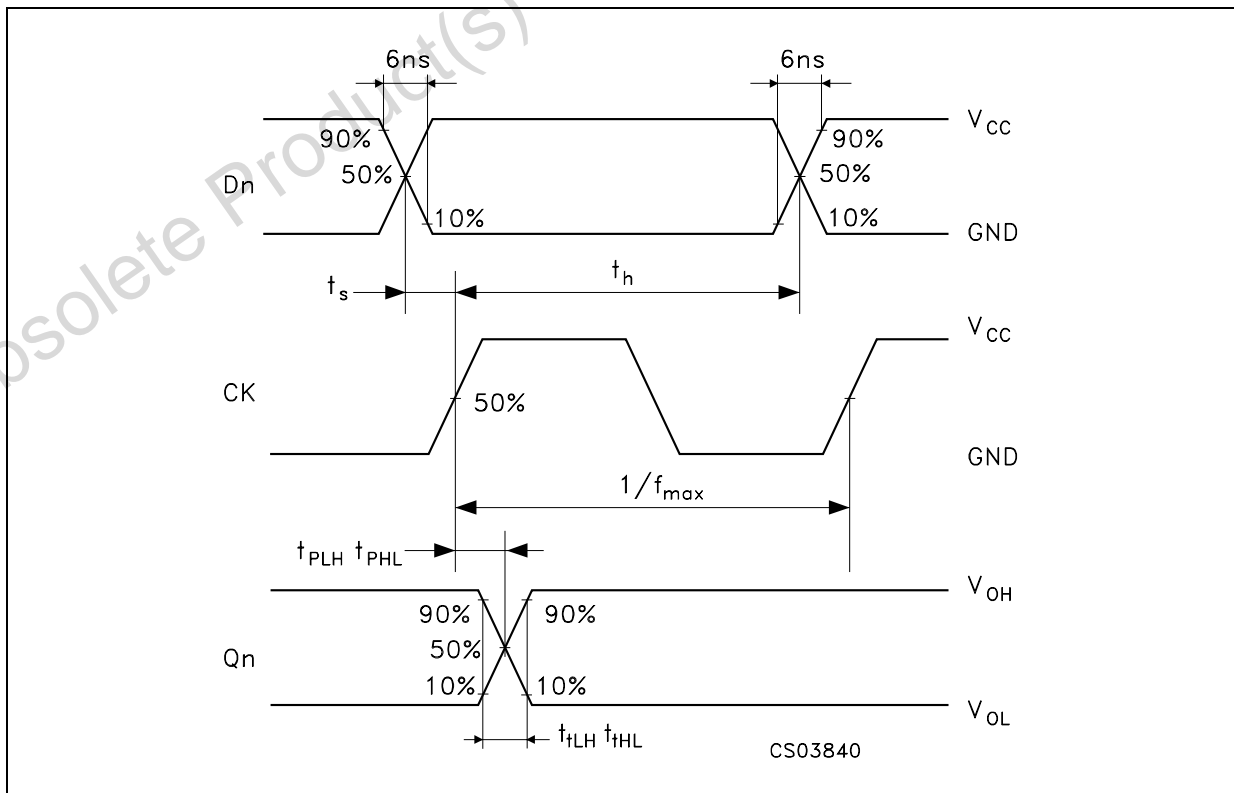 6ns 6ns
V_CC
90% 90%
50% 50%
Dn
10% 10%
GND
t_s t_h
V_CC
CK
50%
GND
1/f_max
t_PLH t_PHL
V_OH
90% 90%
50%
Qn
10% 10%
V_OL
t_tLH t_tHL
CS03840
solete Product(s)